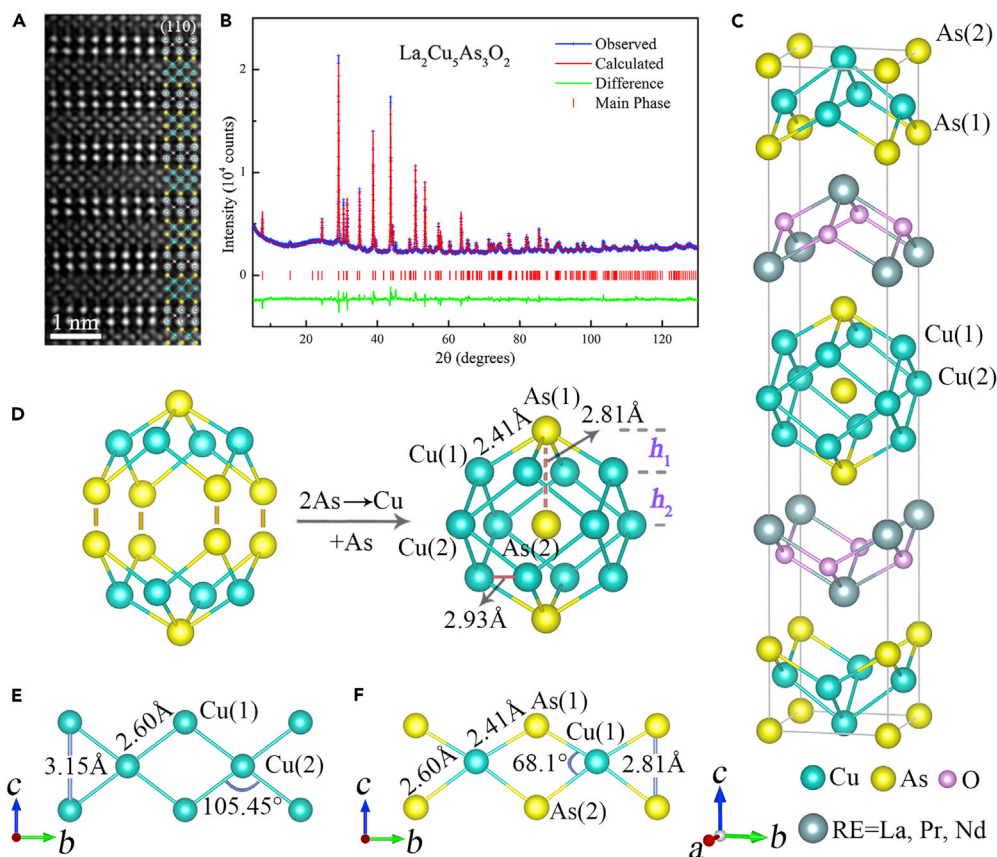 A
(110)
1 nm
B
La₂Cu₅As₃O₂
Observed
Calculated
Difference
Main Phase
Intensity (10⁴ counts)
2
1
0
20
40
60
80
100
120
2θ (degrees)
C
As(2)
As(1)
Cu(1)
Cu(2)
D
2As→Cu
+As
As(1)
2.81Å
2.41Å
Cu(1)
h₁
h₂
Cu(2)
As(2)
2.93Å
E
2.60Å
Cu(1)
3.15Å
Cu(2)
105.45°
c
b
F
As(1)
2.41Å
Cu(1)
2.60Å
68.1°
2.81Å
As(2)
c
b
c
a
b
Cu
As
O
RE=La, Pr, Nd